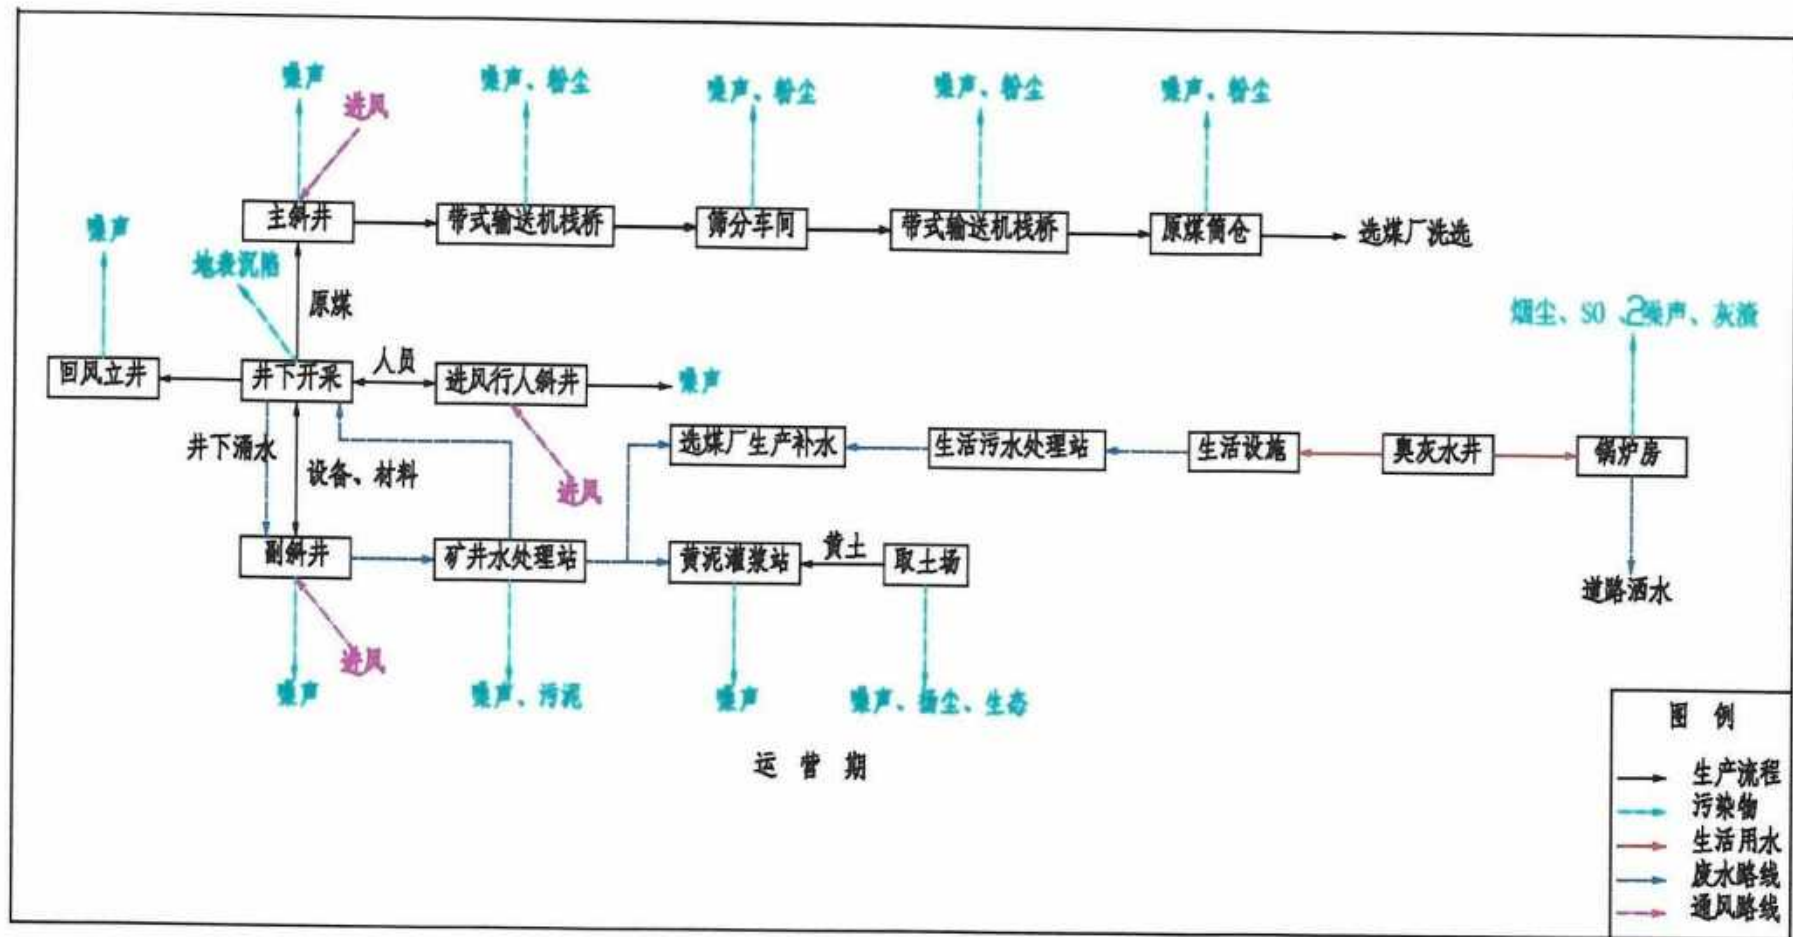 噪声
进风
噪声、粉尘
噪声、粉尘
噪声、粉尘
噪声、粉尘
主斜井
带式输送机栈桥
筛分车间
带式输送机栈桥
原煤筒仓
选煤厂洗选
噪声
地表沉陷
原煤
烟尘、SO 、2噪声、灰渣
回风立井
井下开采
人员
进风行人斜井
噪声
井下涌水
设备、材料
进风
选煤厂生产补水
生活污水处理站
生活设施
奥灰水井
锅炉房
副斜井
矿井水处理站
黄泥灌浆站
黄土
取土场
道路洒水
噪声
进风
噪声、污泥
噪声
噪声、扬尘、生态
运 营 期
图 例
生产流程
污染物
生活用水
废水路线
通风路线